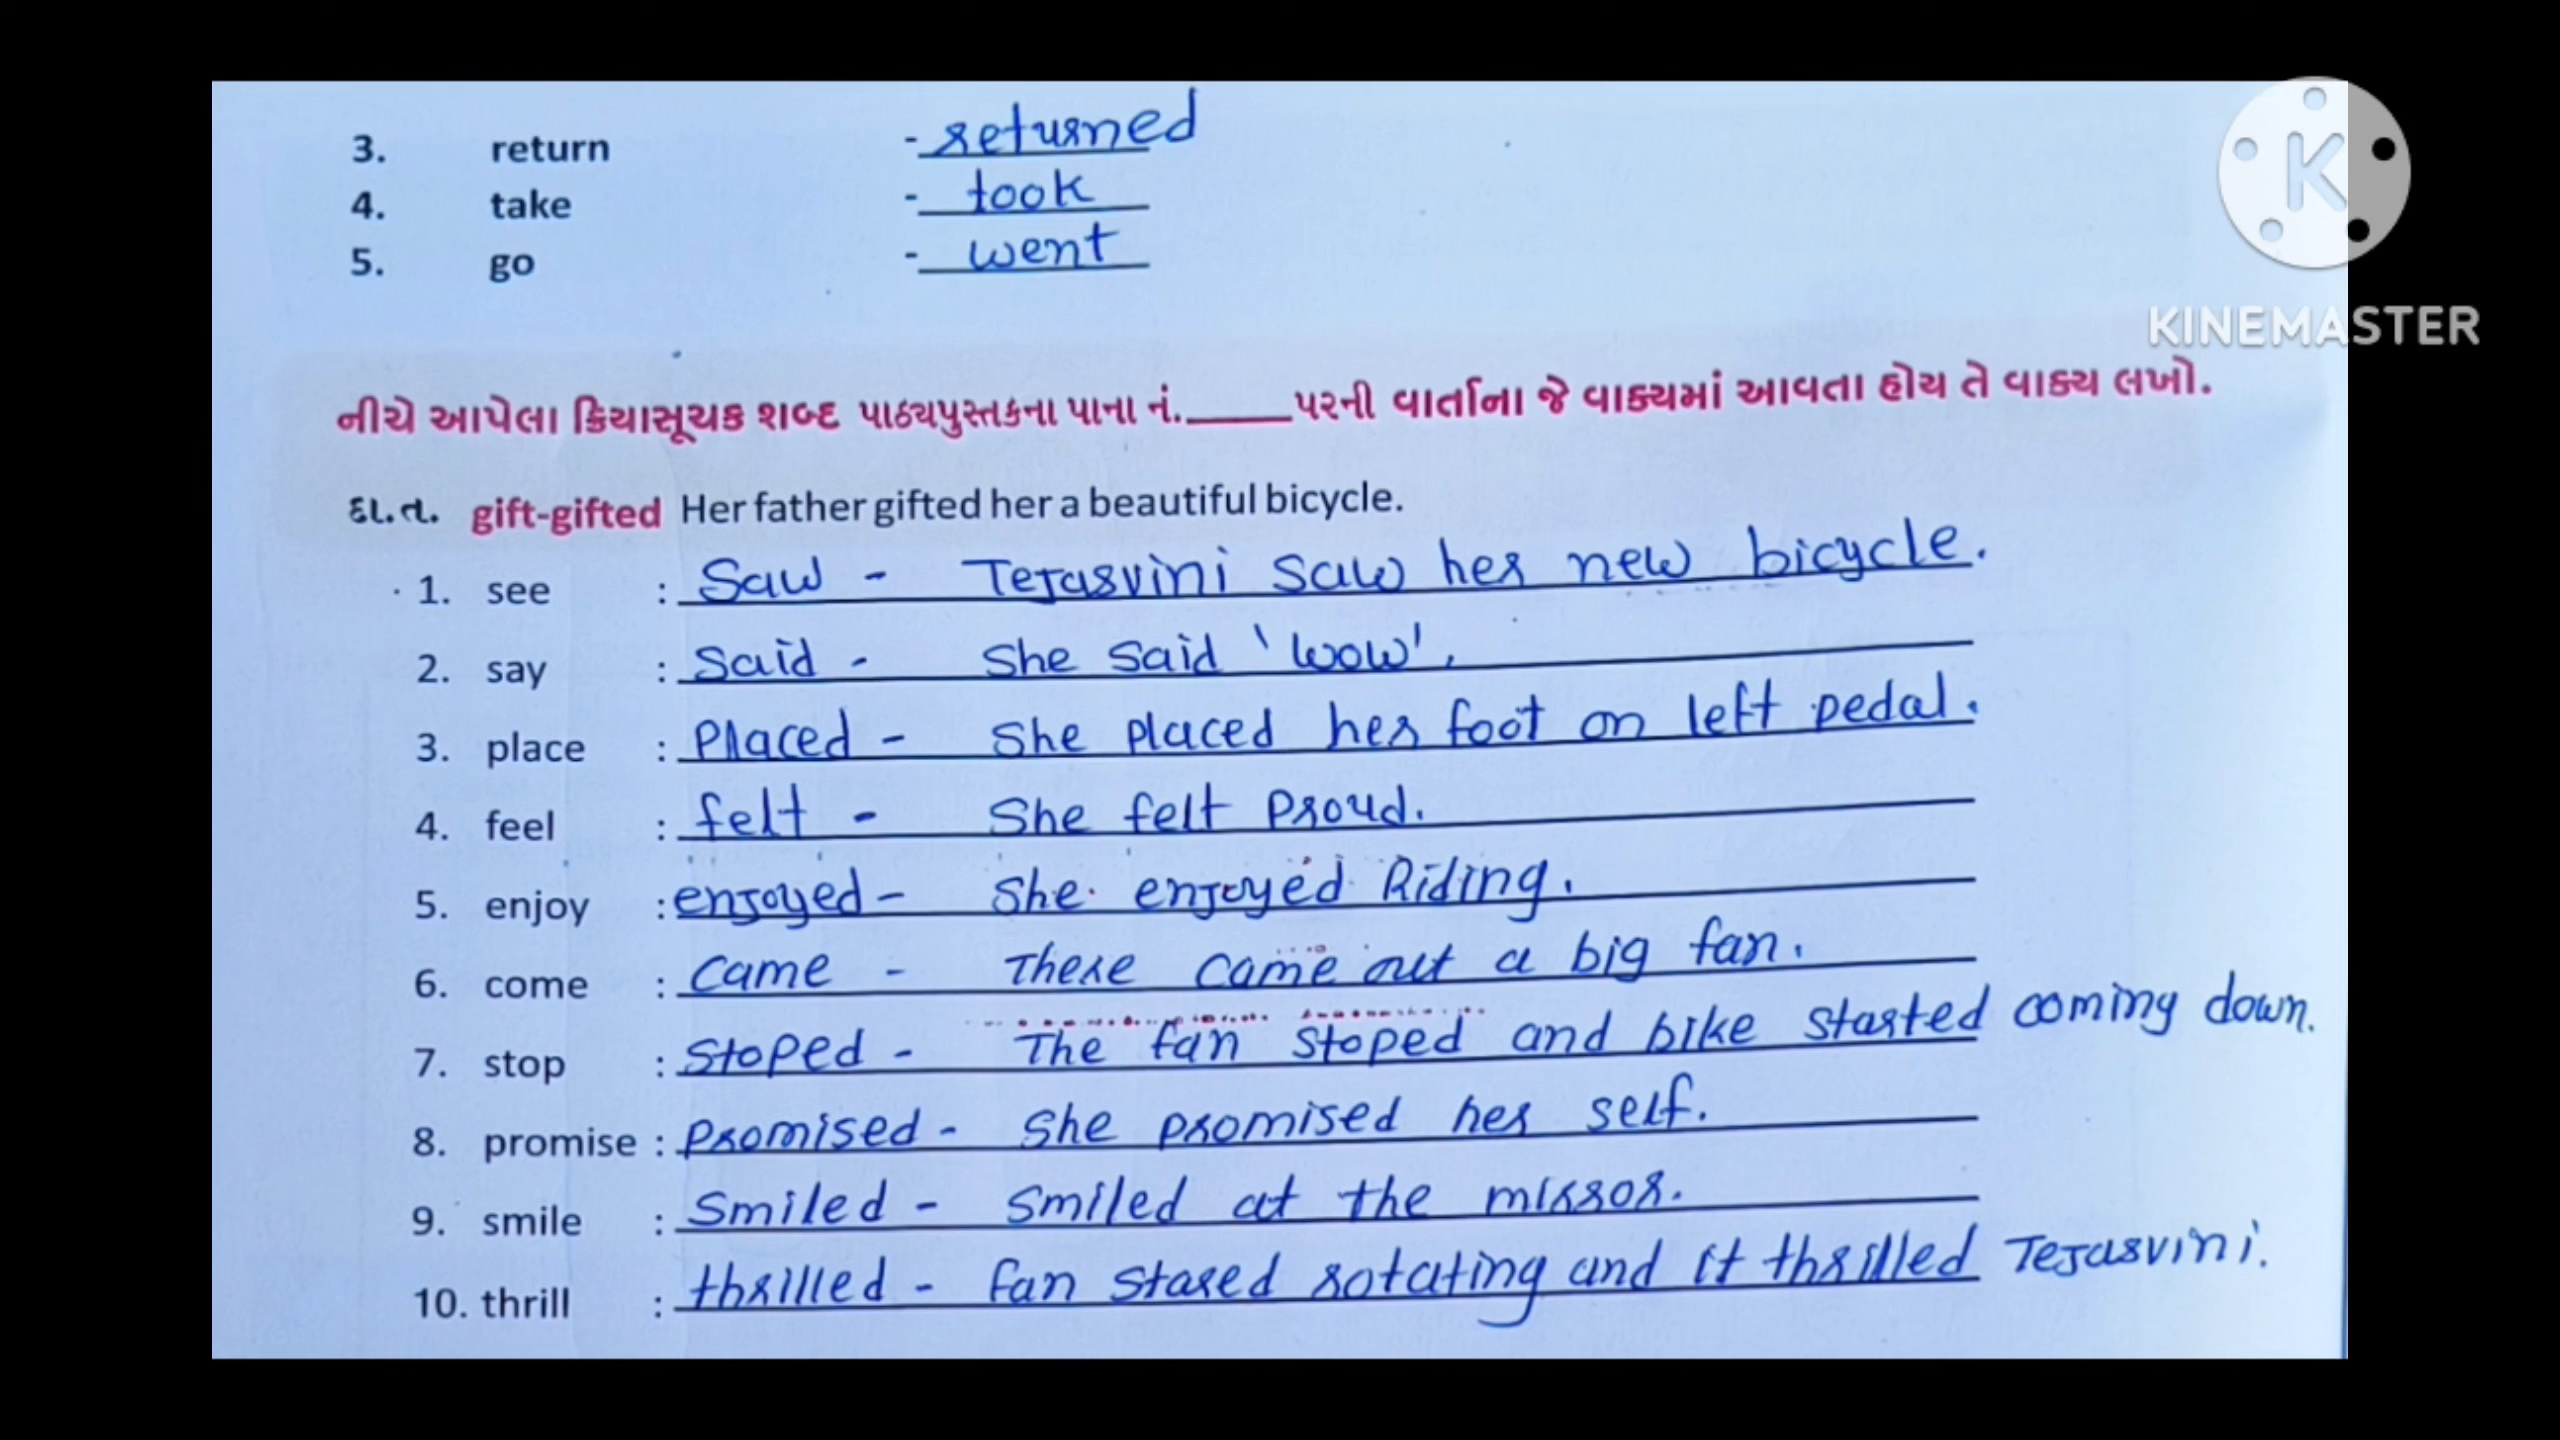 3. return - returned
4. take - took
5. go - went
KINEMASTER
નીચે આપેલા ક્રિયાસૂચક શબ્દ પાઠ્યપુસ્તકના પાના નં.____પરની વાર્તાના જે વાક્યમાં આવતા હોય તે વાક્ય લખો.
દા.ત. gift-gifted Her father gifted her a beautiful bicycle.
1. see : Saw - Tejasvini saw her new bicycle.
2. say : Said - She said 'wow'.
3. place : Placed - She placed her foot on left pedal.
4. feel : felt - She felt Proud.
5. enjoy : enjoyed - She enjoyed Riding.
6. come : Came - There came out a big fan.
7. stop : Stoped - The fan stoped and bike started coming down.
8. promise : Promised - She promised her self.
9. smile : Smiled - Smiled at the mirror.
10. thrill : thrilled - fan stared rotating and it thrilled Tejasvini.